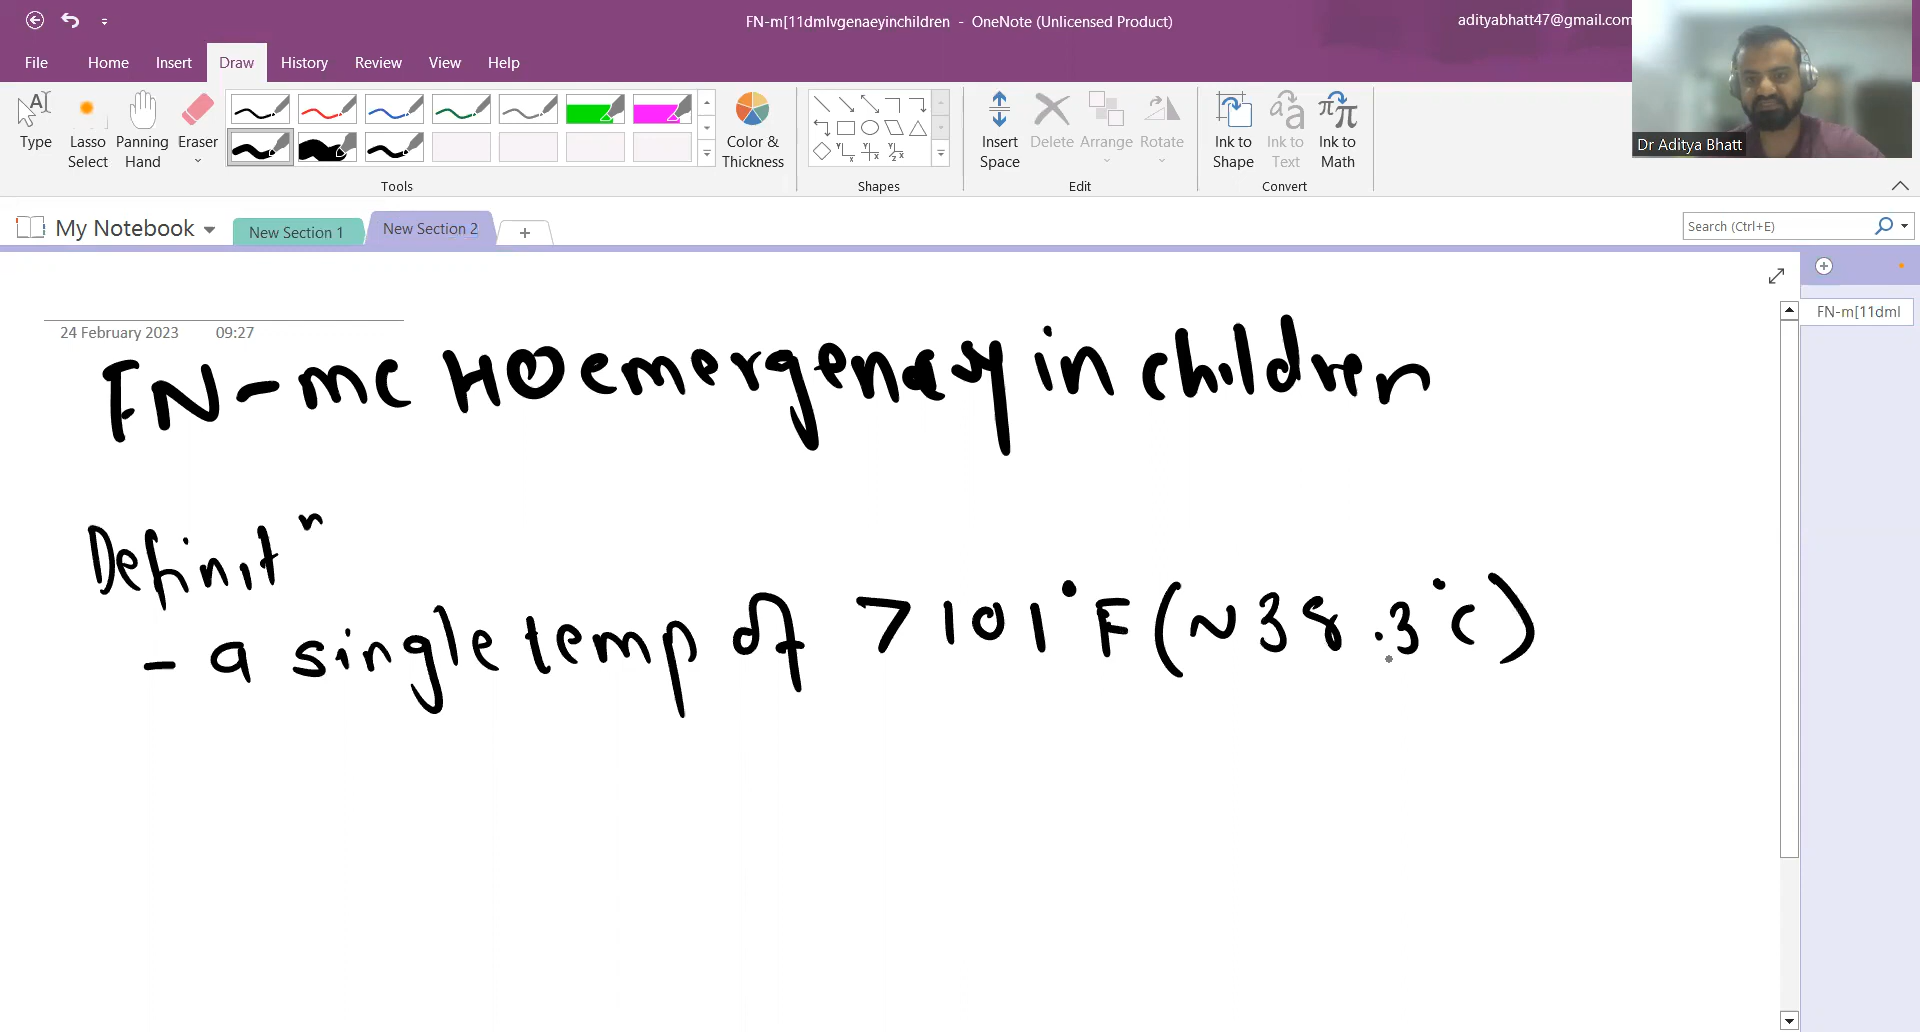 FN-m[11dmlvgenaeyinchildren - OneNote (Unlicensed Product)
adityabhatt47@gmail.com
File Home Insert Draw History Review View Help
Type
Lasso Select
Panning Hand
Eraser
Color & Thickness
Insert Space
Delete
Arrange
Rotate
Ink to Shape
Ink to Text
Ink to Math
Tools
Shapes
Edit
Convert
Dr Aditya Bhatt
My Notebook
New Section 1
New Section 2
Search (Ctrl+E)
FN-m[11dml
24 February 2023 09:27
FN-mc HO emergency in children
Definit n
- a single temp of >101°F (~38.3°C)